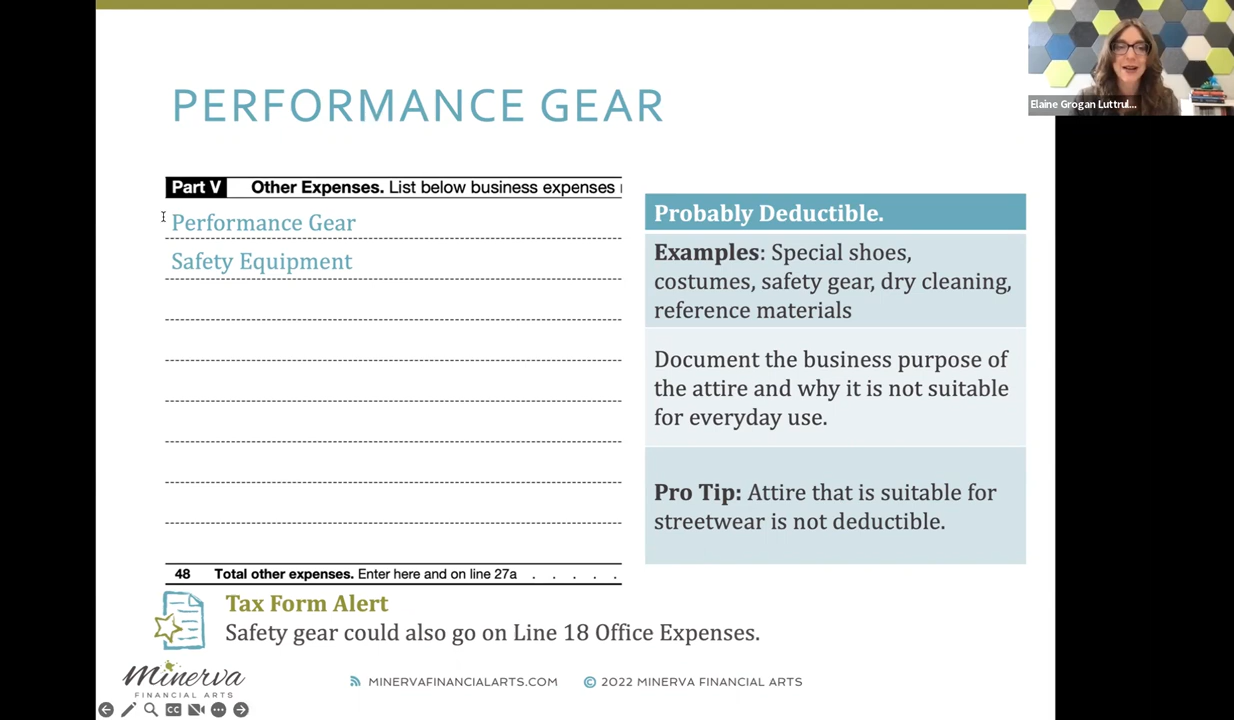 Elaine Grogan Luttrul...
PERFORMANCE GEAR
Part V Other Expenses. List below business expenses
Performance Gear
Safety Equipment
48 Total other expenses. Enter here and on line 27a . . . . .
Probably Deductible.
Examples: Special shoes,
costumes, safety gear, dry cleaning,
reference materials
Document the business purpose of
the attire and why it is not suitable
for everyday use.
Pro Tip: Attire that is suitable for
streetwear is not deductible.
Tax Form Alert
Safety gear could also go on Line 18 Office Expenses.
Minerva
FINANCIAL ARTS
MINERVAFINANCIALARTS.COM © 2022 MINERVA FINANCIAL ARTS
CC